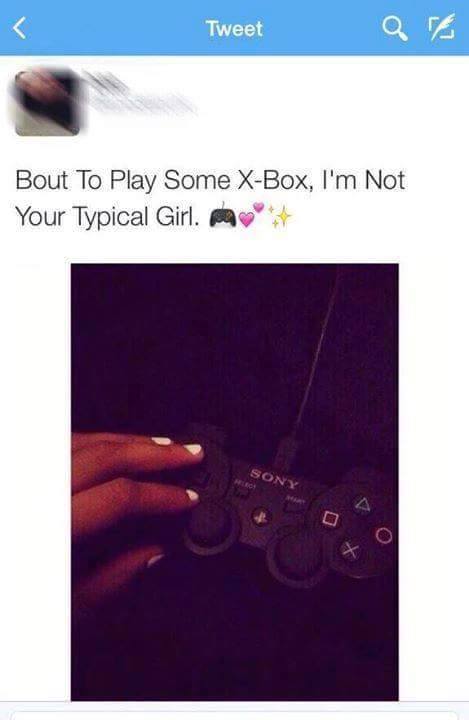 Tweet
Bout To Play Some X-Box, I'm Not
Your Typical Girl. 🎮💕✨
SONY
SELECT
START